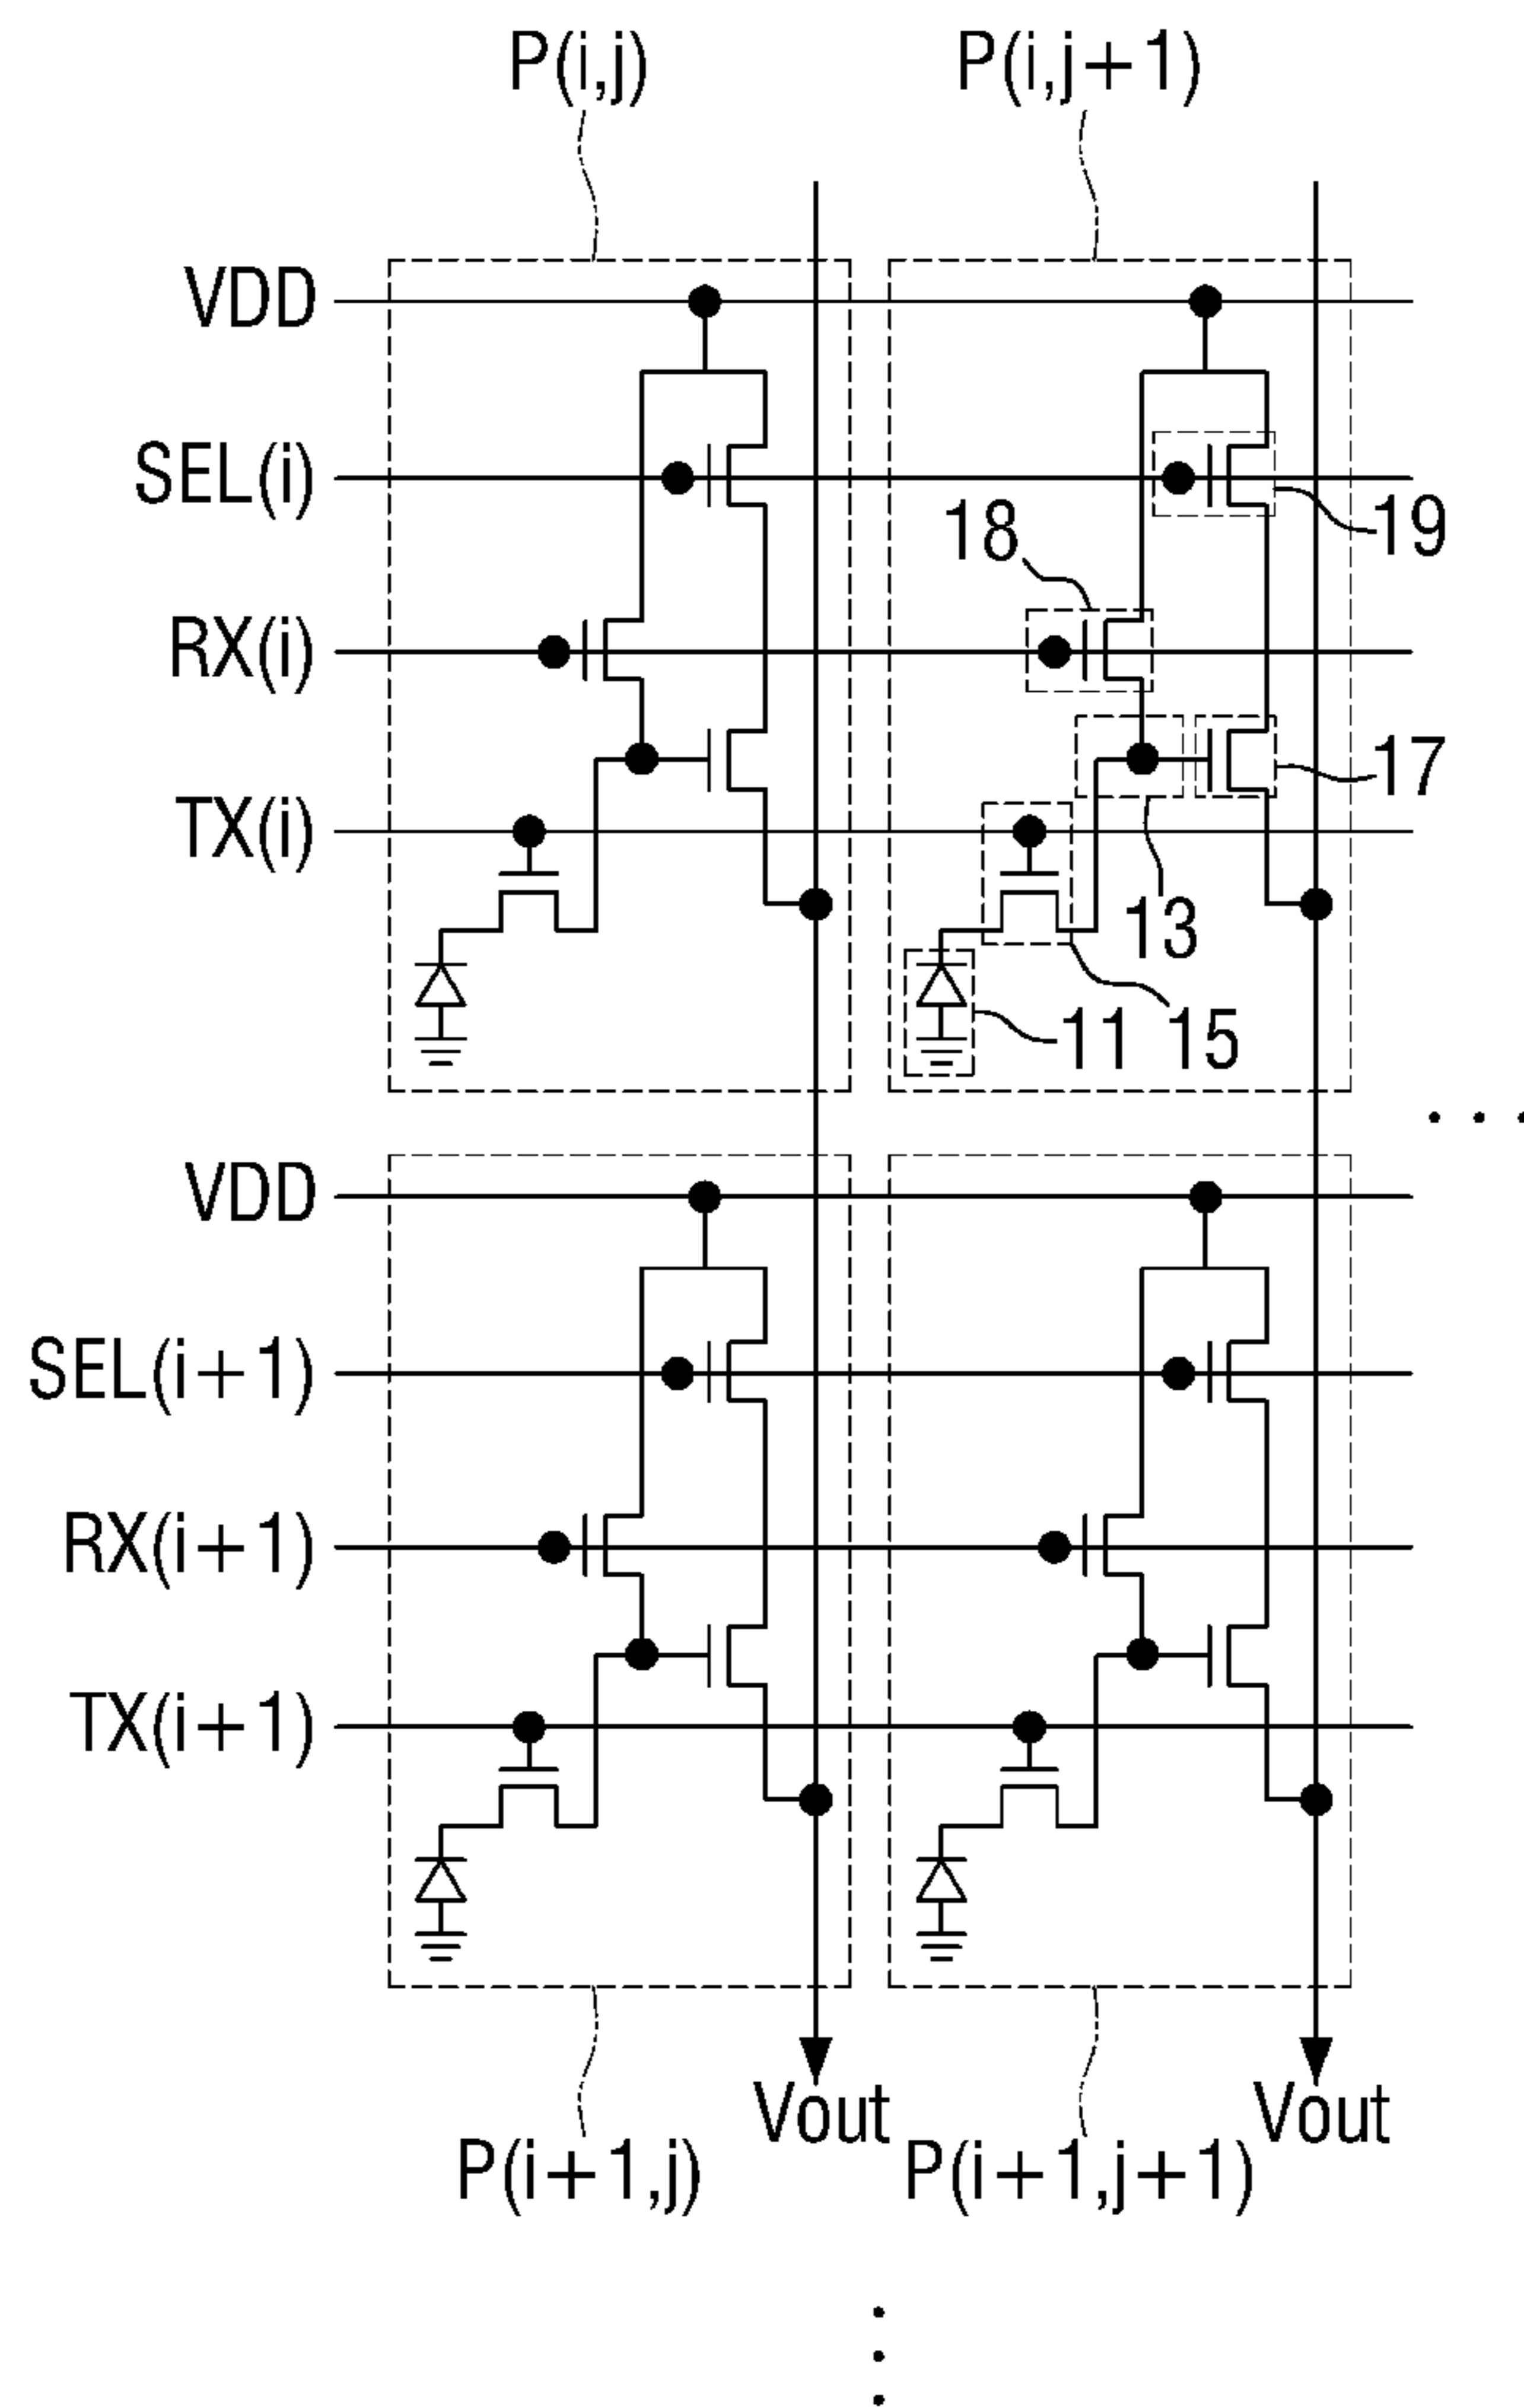 P(i,j)
P(i,j+1)
VDD
SEL(i)
19
18
RX(i)
17
TX(i)
13
11
15
VDD
SEL(i+1)
RX(i+1)
TX(i+1)
Vout
Vout
P(i+1,j)
P(i+1,j+1)